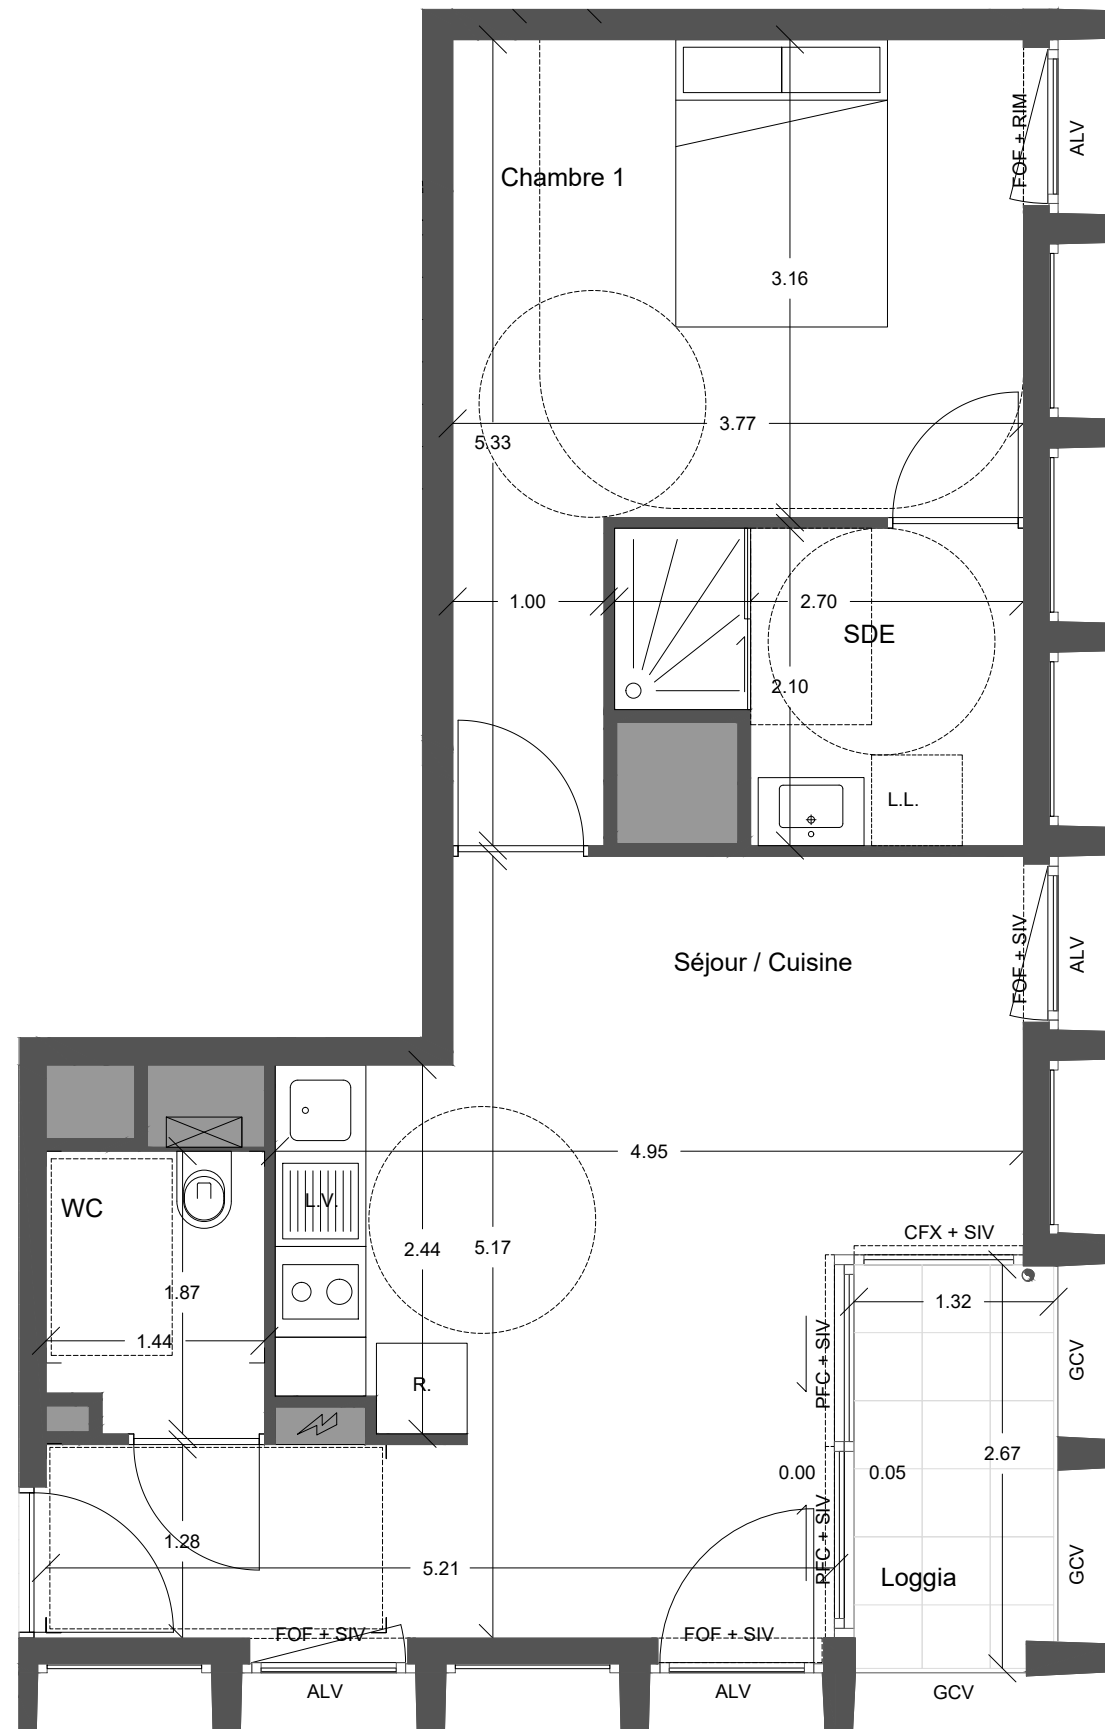 FOF + RIM
ALV
Chambre 1
3.16
3.77
5.33
1.00
2.70
SDE
2.10
L.L.
FOF + SIV
ALV
Séjour / Cuisine
4.95
L.V.
WC
CFX + SIV
2.44
5.17
1.87
1.32
1.44
PFC + SIV
GCV
R.
2.67
0.00
0.05
PFC + SIV
1.28
5.21
Loggia
GCV
FOF + SIV
FOF + SIV
ALV
ALV
GCV